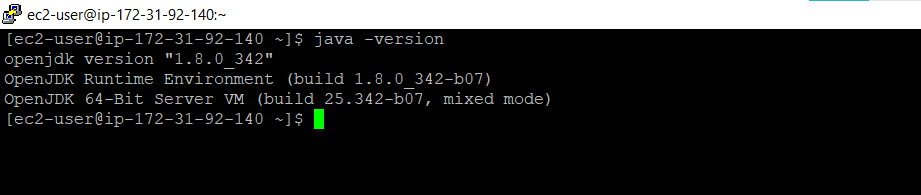 ec2-user@ip-172-31-92-140:~
[ec2-user@ip-172-31-92-140 ~]$ java -version
openjdk version "1.8.0_342"
OpenJDK Runtime Environment (build 1.8.0_342-b07)
OpenJDK 64-Bit Server VM (build 25.342-b07, mixed mode)
[ec2-user@ip-172-31-92-140 ~]$